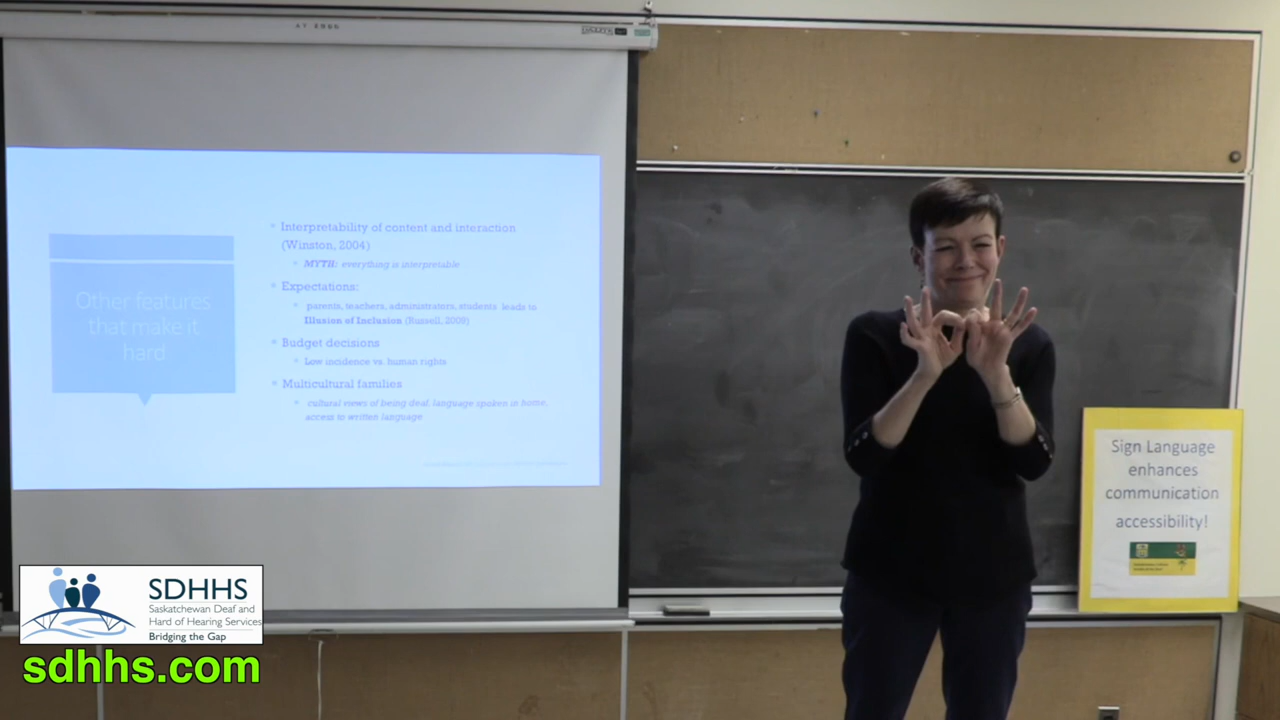 Other features
that make it
hard
Interpretability of content and interaction
(Winston, 2004)
MYTH: everything is interpretable
Expectations:
parents, teachers, administrators, students leads to
Illusion of Inclusion (Russell, 2009)
Budget decisions
Low incidence vs. human rights
Multicultural families
cultural views of being deaf, language spoken in home,
access to written language
Sign Language
enhances
communication
accessibility!
SDHHS
Saskatchewan Deaf and
Hard of Hearing Services
Bridging the Gap
sdhhs.com